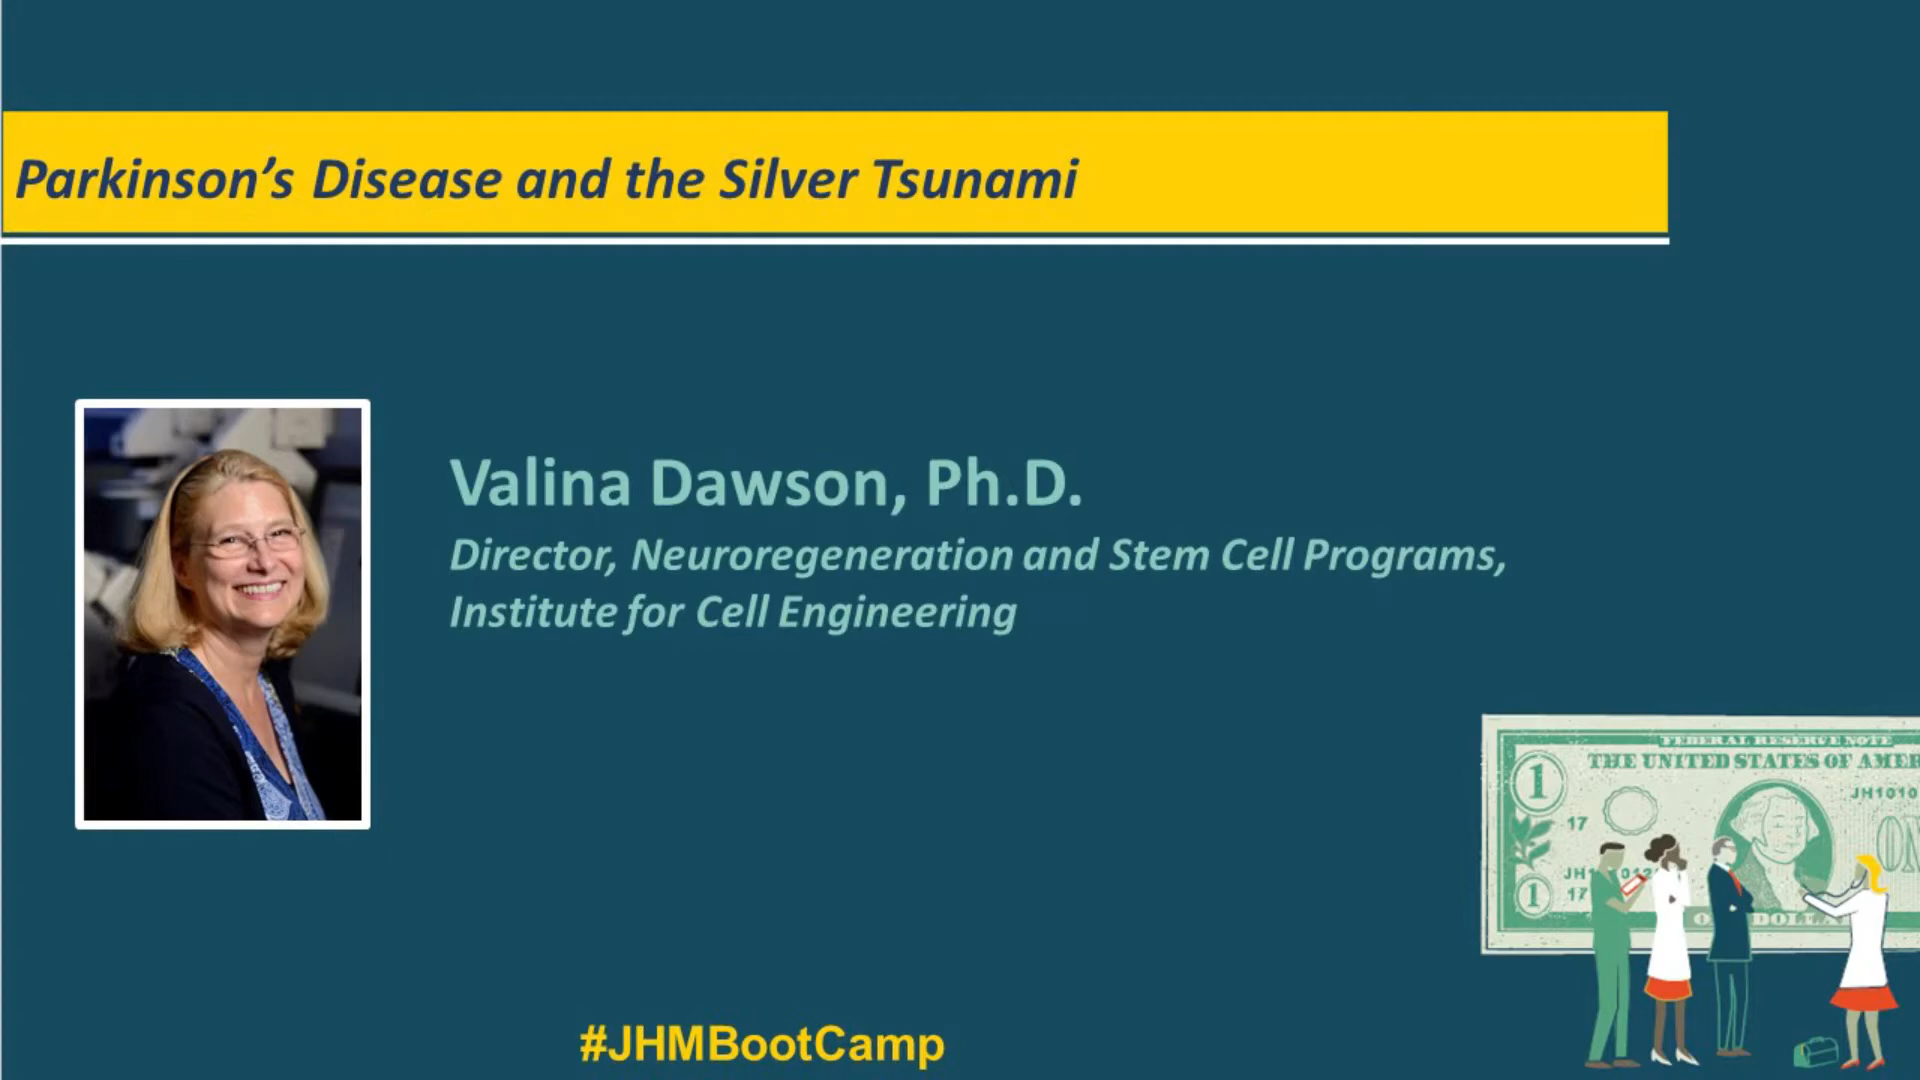 Parkinson’s Disease and the Silver Tsunami
Valina Dawson, Ph.D.
Director, Neuroregeneration and Stem Cell Programs,
Institute for Cell Engineering
FEDERAL RESERVE NOTE
THE UNITED STATES OF AMER
1
JH1010
17
ON
17
1
#JHMBootCamp